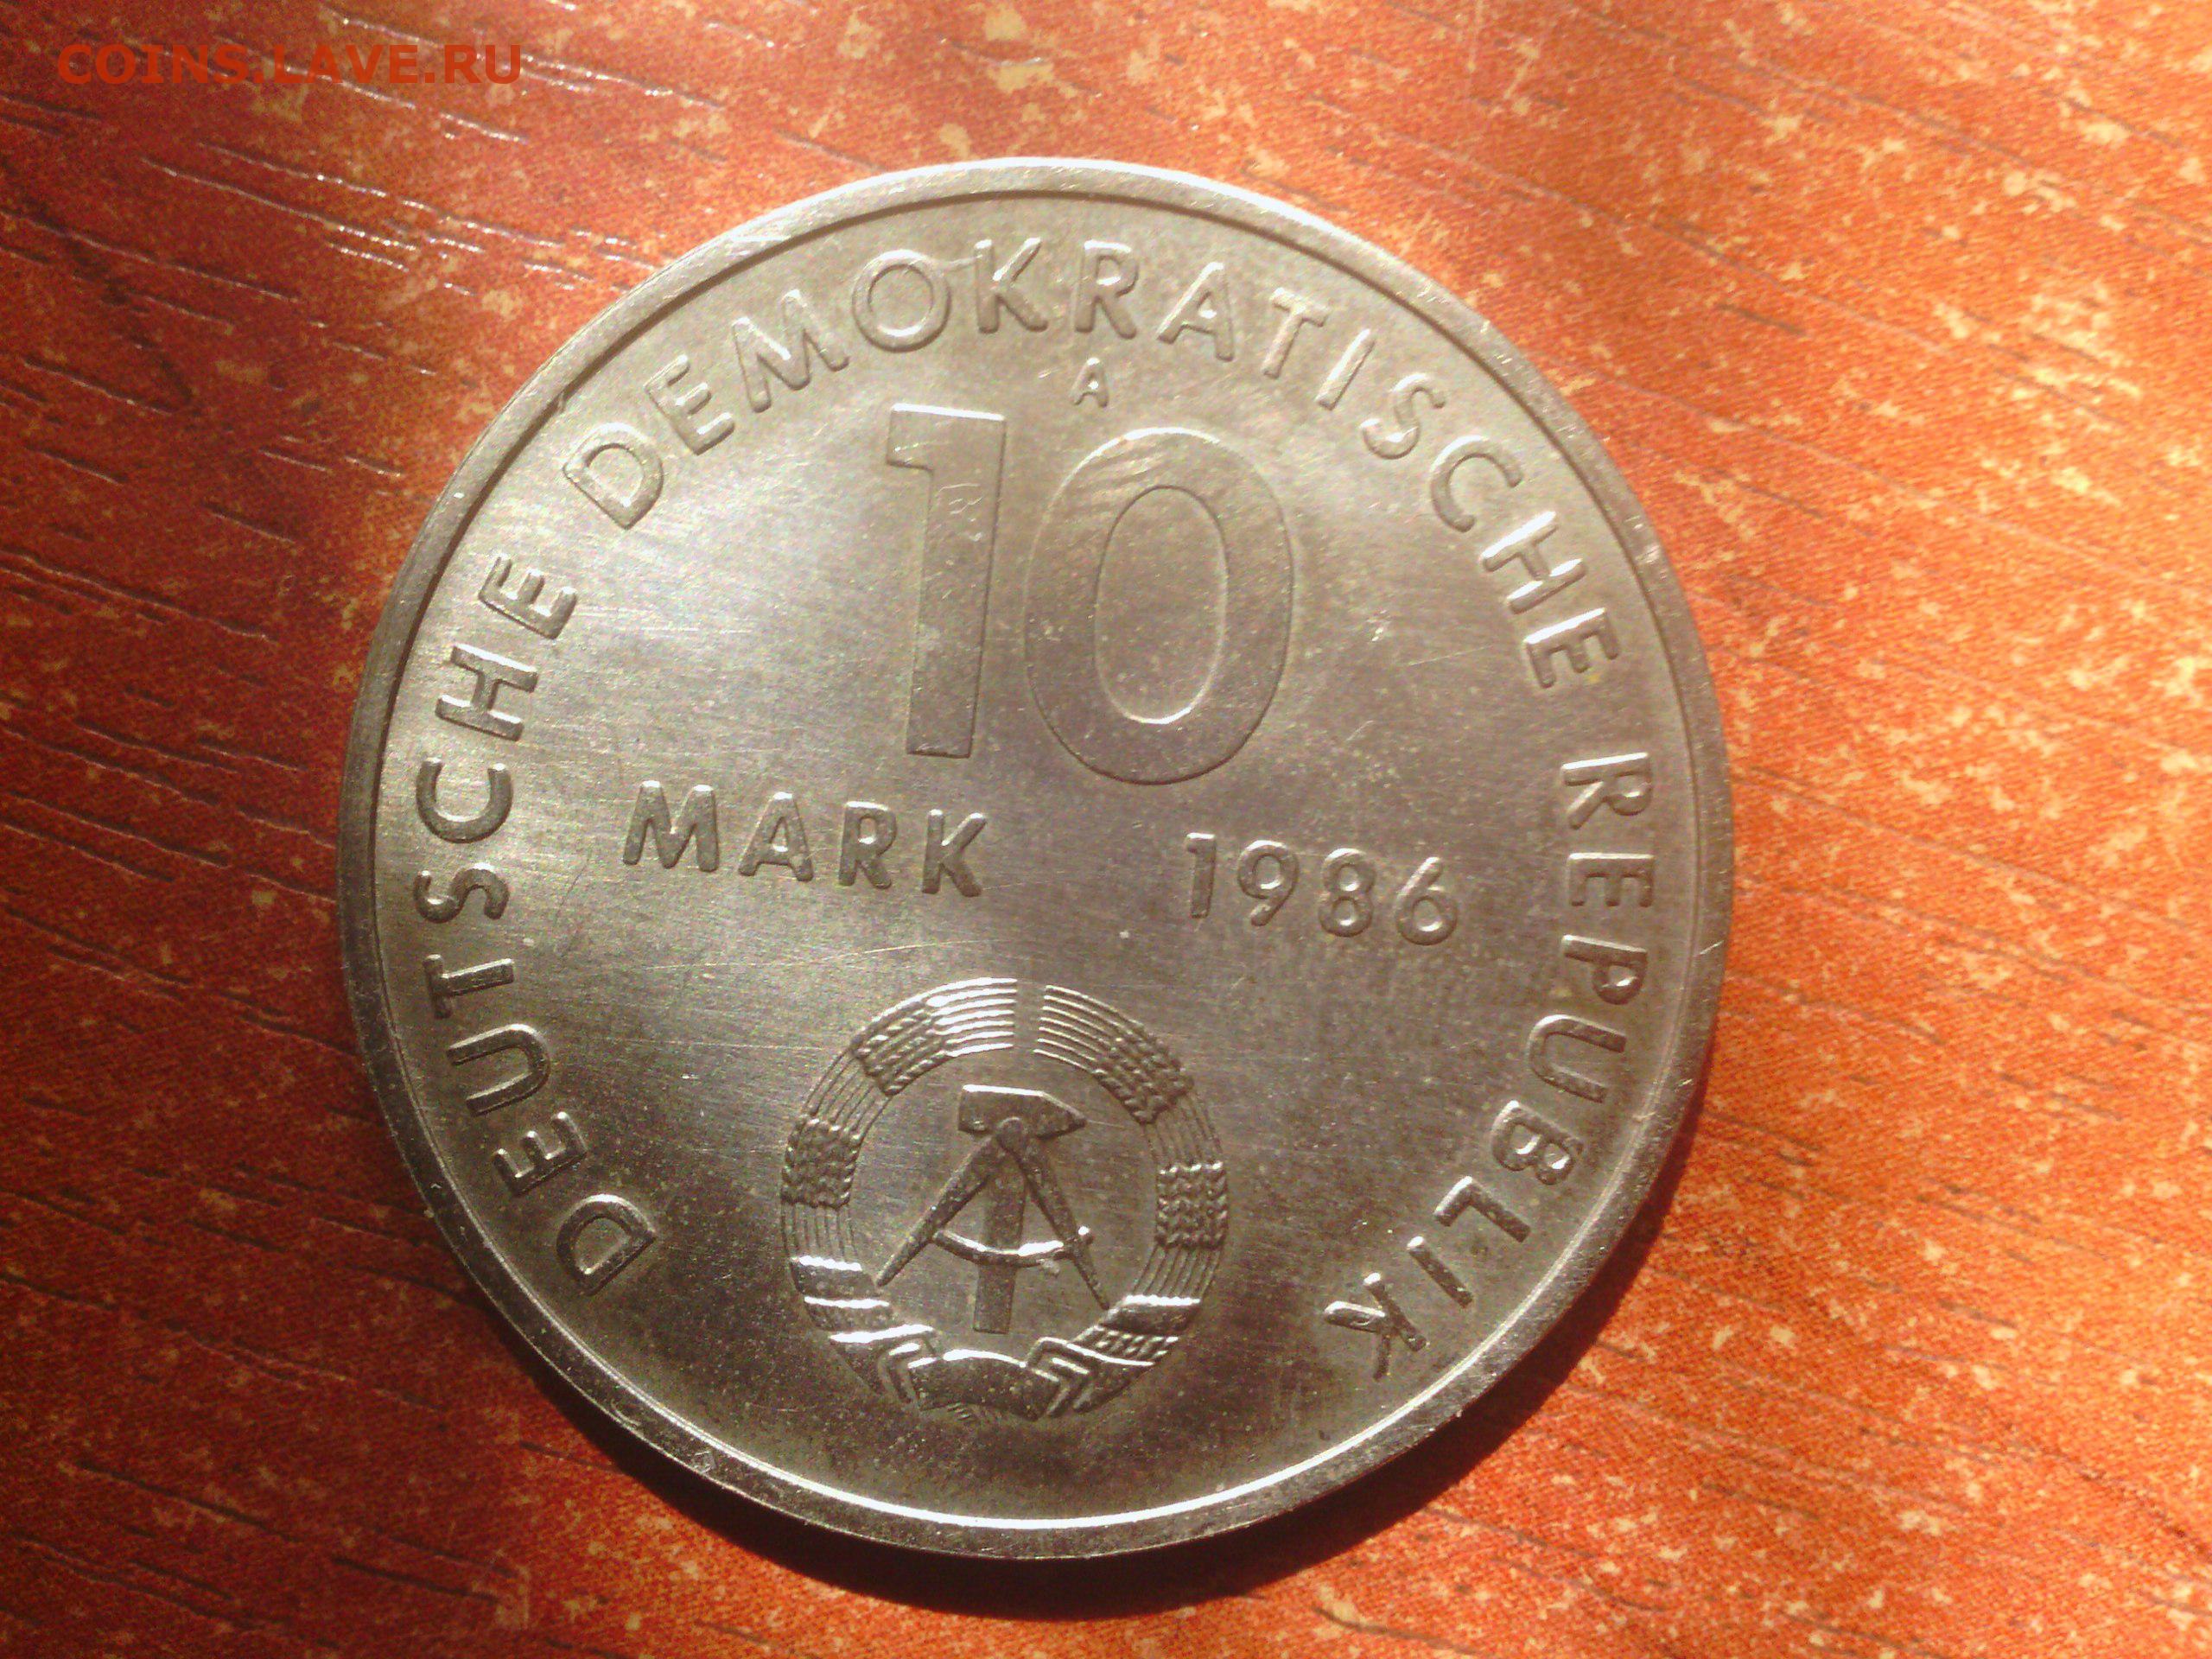 COINS.LAVE.RU
DEUTSCHE DEMOKRATISCHE REPUBLIK
A
10
MARK 1986